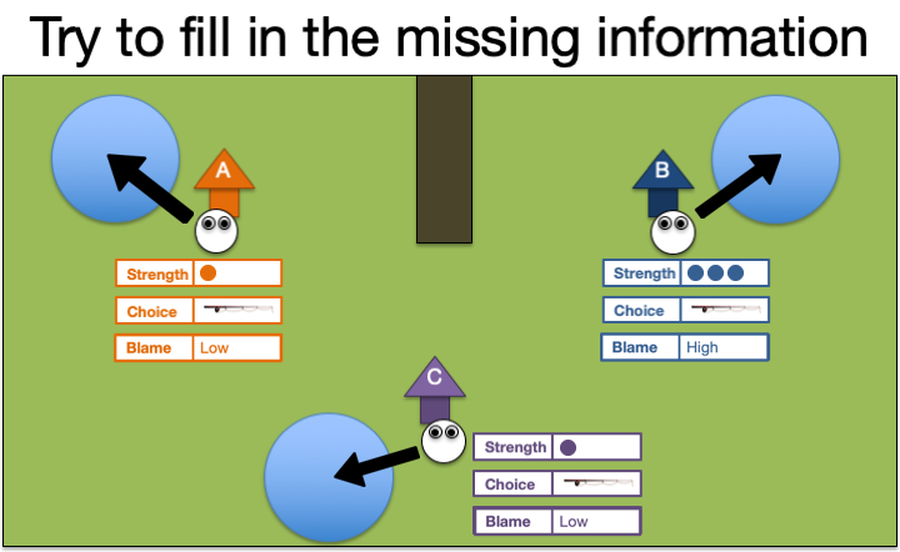 Try to fill in the missing information
A
B
Strength
Choice
Blame Low
Strength
Choice
Blame High
C
Strength
Choice
Blame Low